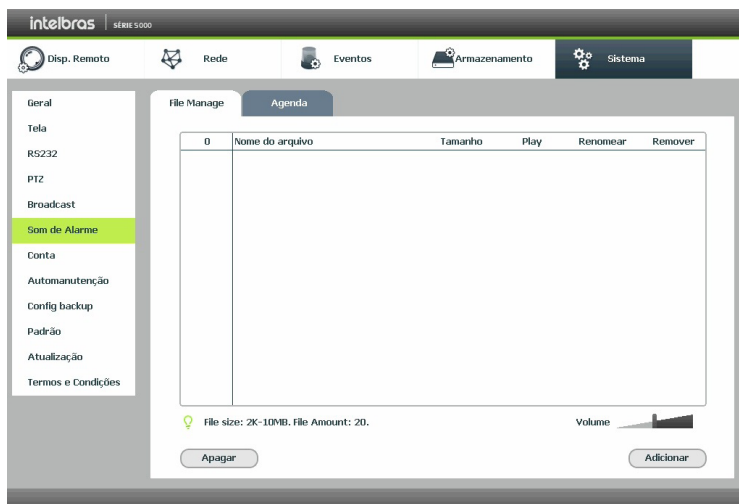 intelbras SÉRIE 5000
Disp. Remoto Rede Eventos Armazenamento Sistema
Geral
Tela
RS232
PTZ
Broadcast
Som de Alarme
Conta
Automanutenção
Config backup
Padrão
Atualização
Termos e Condições
File Manage Agenda
0 Nome do arquivo Tamanho Play Renomear Remover
File size: 2K-10MB. File Amount: 20. Volume
Apagar Adicionar